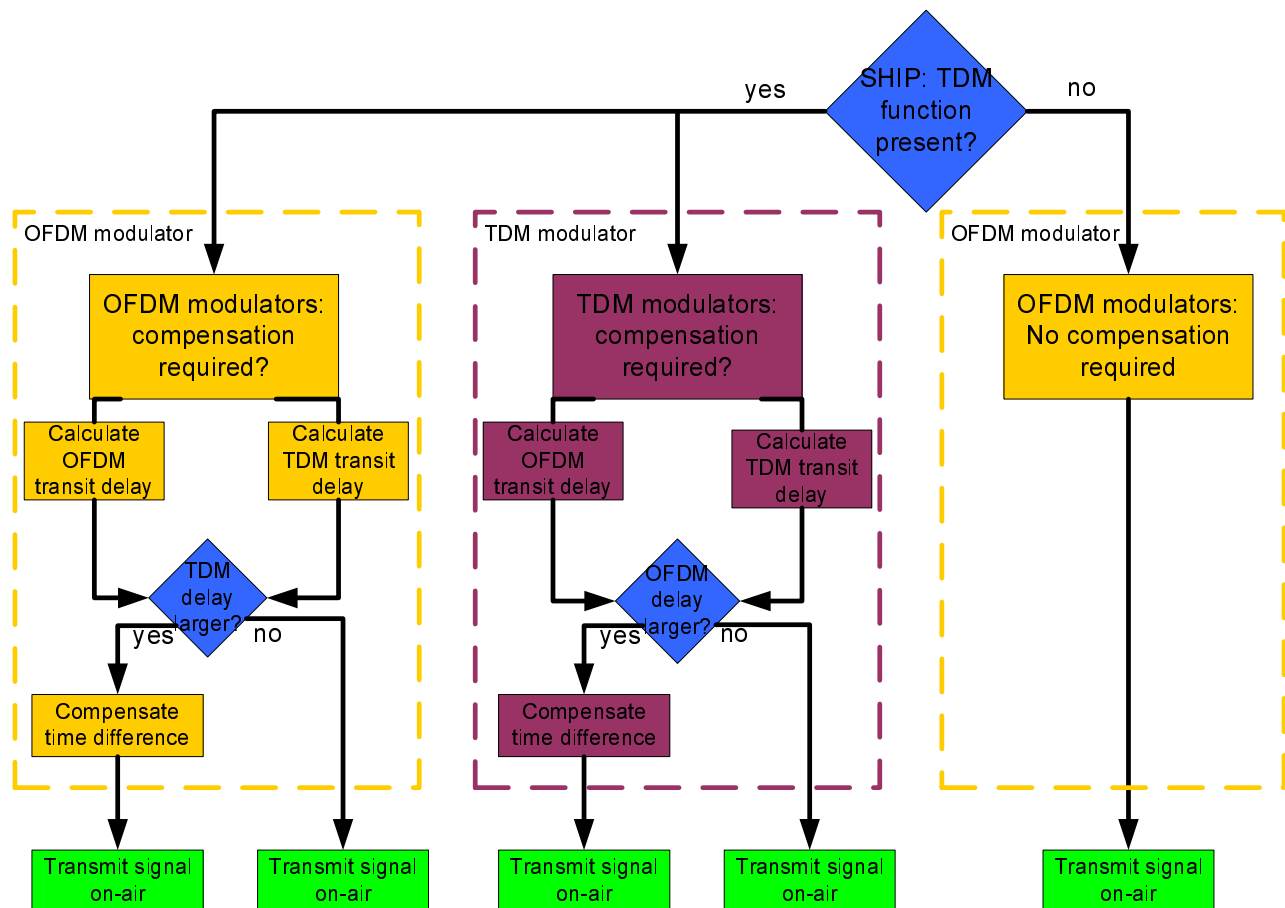 SHIP: TDM
function
present?
yes
no
OFDM modulator
OFDM modulators:
compensation
required?
Calculate
OFDM
transit delay
Calculate
TDM transit
delay
TDM
delay
larger?
yes
no
Compensate
time difference
Transmit signal
on-air
Transmit signal
on-air
TDM modulator
TDM modulators:
compensation
required?
Calculate
OFDM
transit delay
Calculate
TDM transit
delay
OFDM
delay
larger?
yes
no
Compensate
time difference
Transmit signal
on-air
Transmit signal
on-air
OFDM modulator
OFDM modulators:
No compensation
required
Transmit signal
on-air